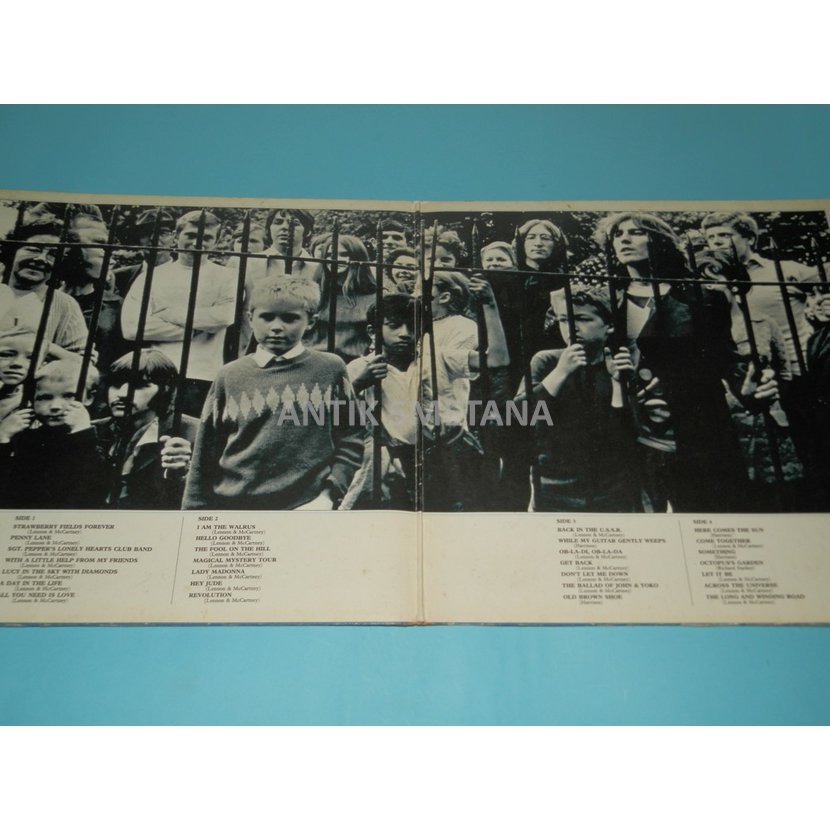 ANTIK SMETANA
SIDE 1
STRAWBERRY FIELDS FOREVER
(Lennon & McCartney)
PENNY LANE
(Lennon & McCartney)
SGT. PEPPER'S LONELY HEARTS CLUB BAND
(Lennon & McCartney)
WITH A LITTLE HELP FROM MY FRIENDS
(Lennon & McCartney)
LUCY IN THE SKY WITH DIAMONDS
(Lennon & McCartney)
A DAY IN THE LIFE
(Lennon & McCartney)
LL YOU NEED IS LOVE
(Lennon & McCartney)
SIDE 2
I AM THE WALRUS
(Lennon & McCartney)
HELLO GOODBYE
(Lennon & McCartney)
THE FOOL ON THE HILL
(Lennon & McCartney)
MAGICAL MYSTERY TOUR
(Lennon & McCartney)
LADY MADONNA
(Lennon & McCartney)
HEY JUDE
(Lennon & McCartney)
REVOLUTION
(Lennon & McCartney)
SIDE 3
BACK IN THE U.S.S.R.
(Lennon & McCartney)
WHILE MY GUITAR GENTLY WEEPS
(Harrison)
OB-LA-DI, OB-LA-DA
(Lennon & McCartney)
GET BACK
(Lennon & McCartney)
DON'T LET ME DOWN
(Lennon & McCartney)
THE BALLAD OF JOHN & YOKO
(Lennon & McCartney)
OLD BROWN SHOE
(Harrison)
SIDE 4
HERE COMES THE SUN
(Harrison)
COME TOGETHER
(Lennon & McCartney)
SOMETHING
(Harrison)
OCTOPUS'S GARDEN
(Richard Starkey)
LET IT BE
(Lennon & McCartney)
ACROSS THE UNIVERSE
(Lennon & McCartney)
THE LONG AND WINDING ROAD
(Lennon & McCartney)